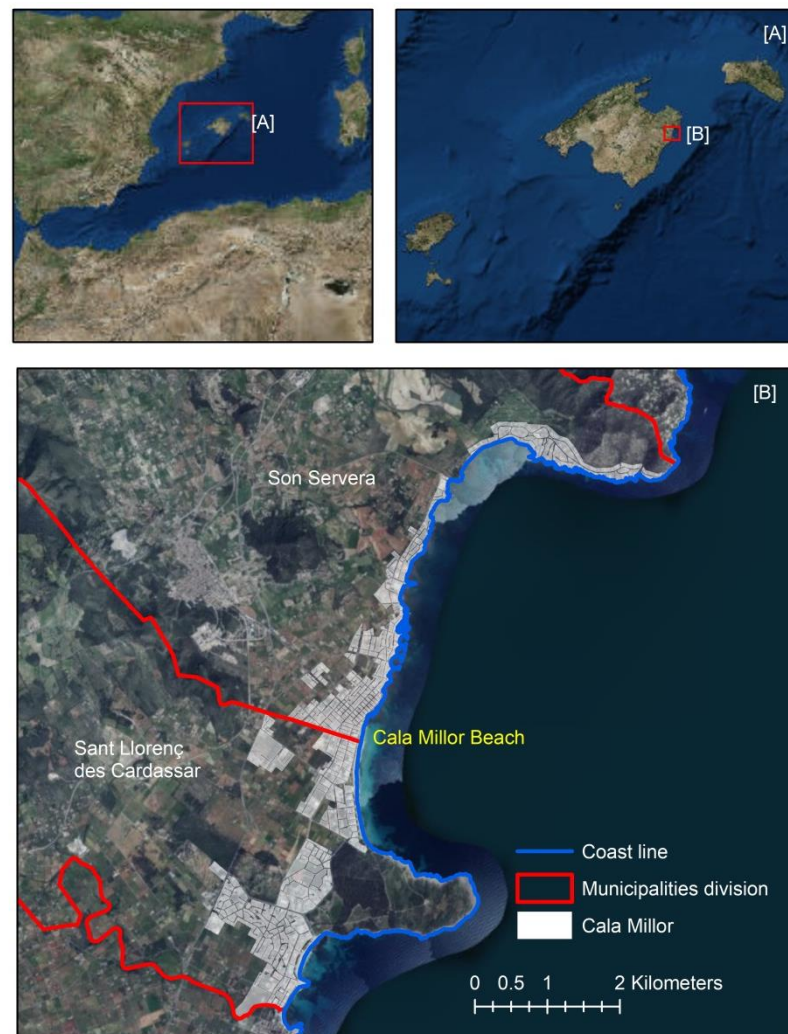 [A]
[A]
[B]
[B]
Son Servera
Cala Millor Beach
Sant Llorenç
des Cardassar
Coast line
Municipalities division
Cala Millor
0 0.5 1 2 Kilometers